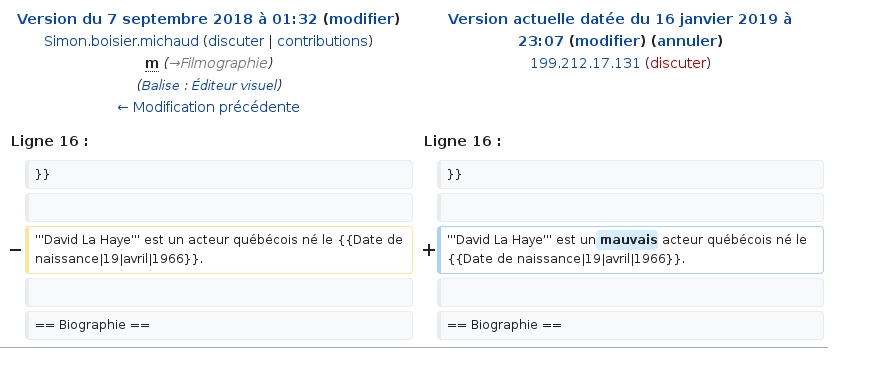 Version du 7 septembre 2018 à 01:32 (modifier)
Simon.boisier.michaud (discuter | contributions)
m (→Filmographie)
(Balise : Éditeur visuel)
← Modification précédente
Version actuelle datée du 16 janvier 2019 à
23:07 (modifier) (annuler)
199.212.17.131 (discuter)
Ligne 16 :
Ligne 16 :
}}
}}
− '''David La Haye''' est un acteur québécois né le {{Date de
naissance|19|avril|1966}}.
+ '''David La Haye''' est un mauvais acteur québécois né le
{{Date de naissance|19|avril|1966}}.
== Biographie ==
== Biographie ==